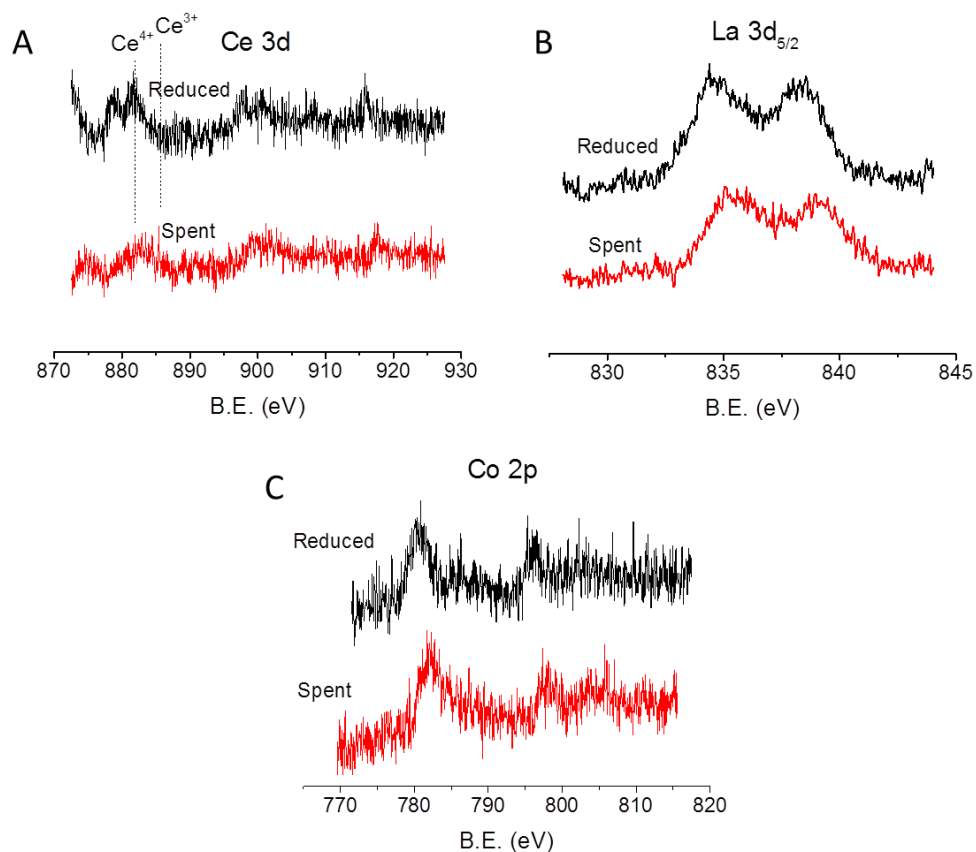 A
Ce⁴⁺ Ce³⁺
Ce 3d
Reduced
Spent
870 880 890 900 910 920 930
B.E. (eV)
B
La 3d₅/₂
Reduced
Spent
830 835 840 845
B.E. (eV)
C
Co 2p
Reduced
Spent
770 780 790 800 810 820
B.E. (eV)